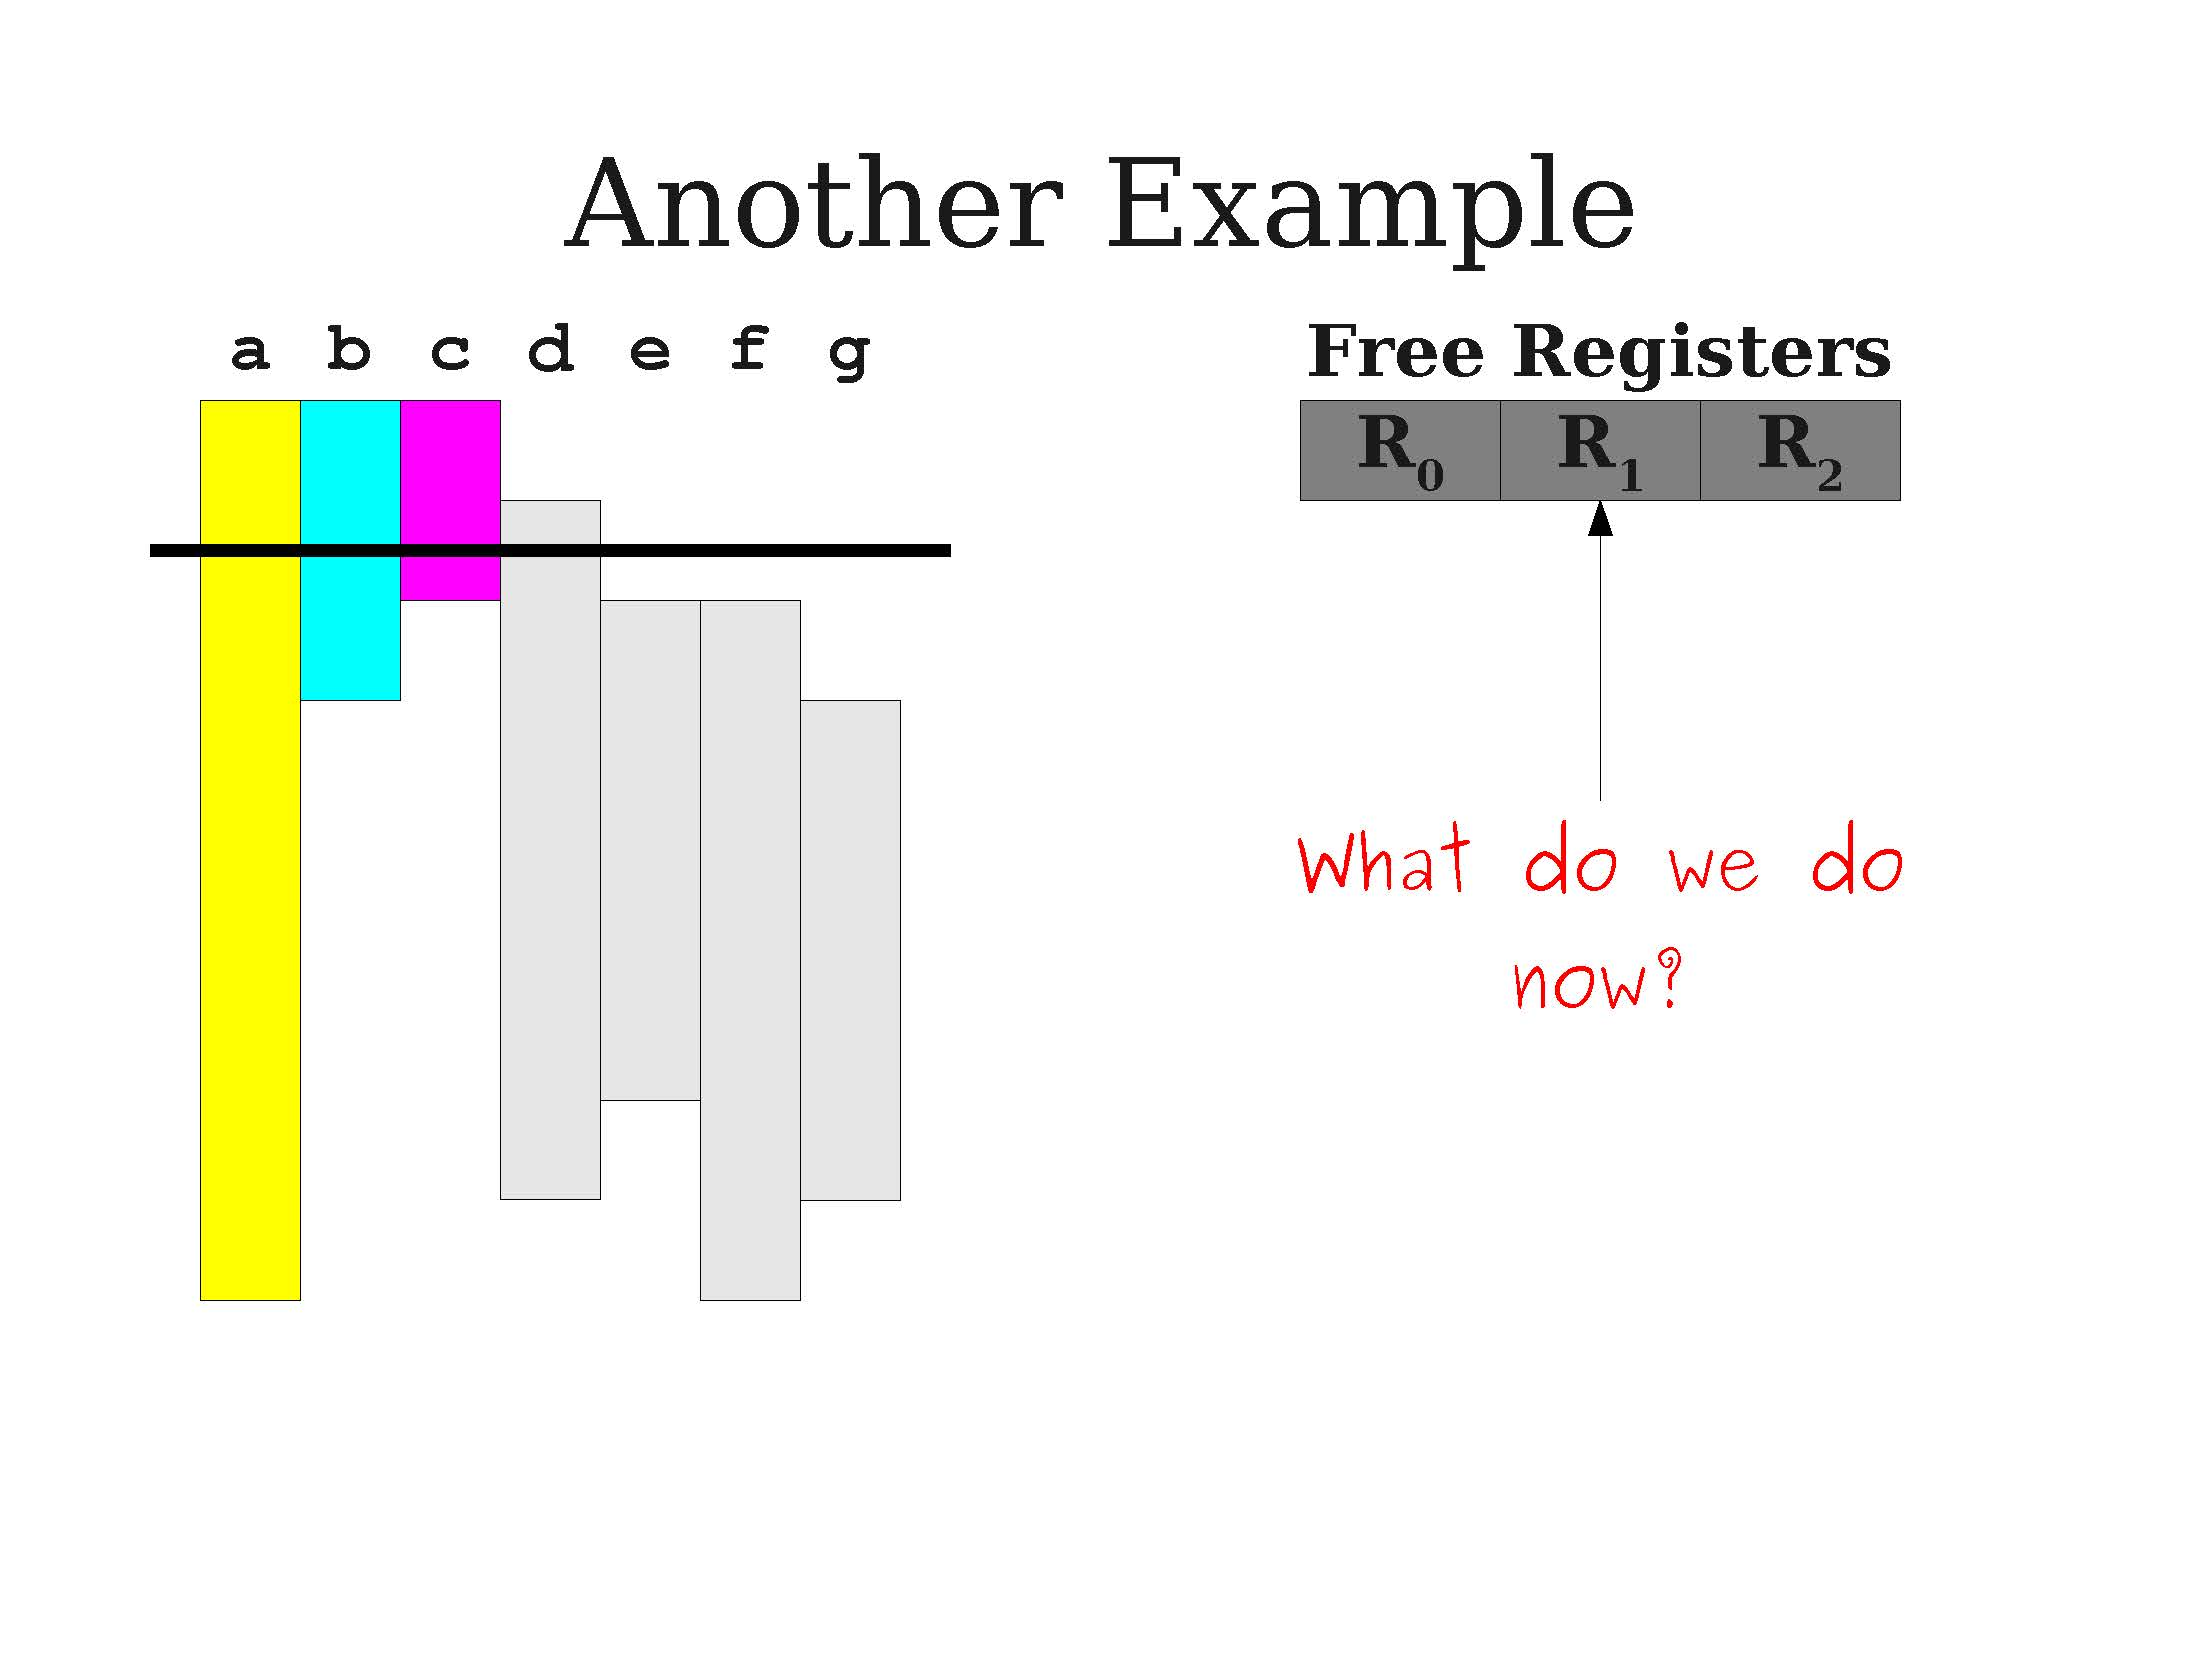 Another Example
a b c d e f g
Free Registers
R0 R1 R2
What do we do
now?